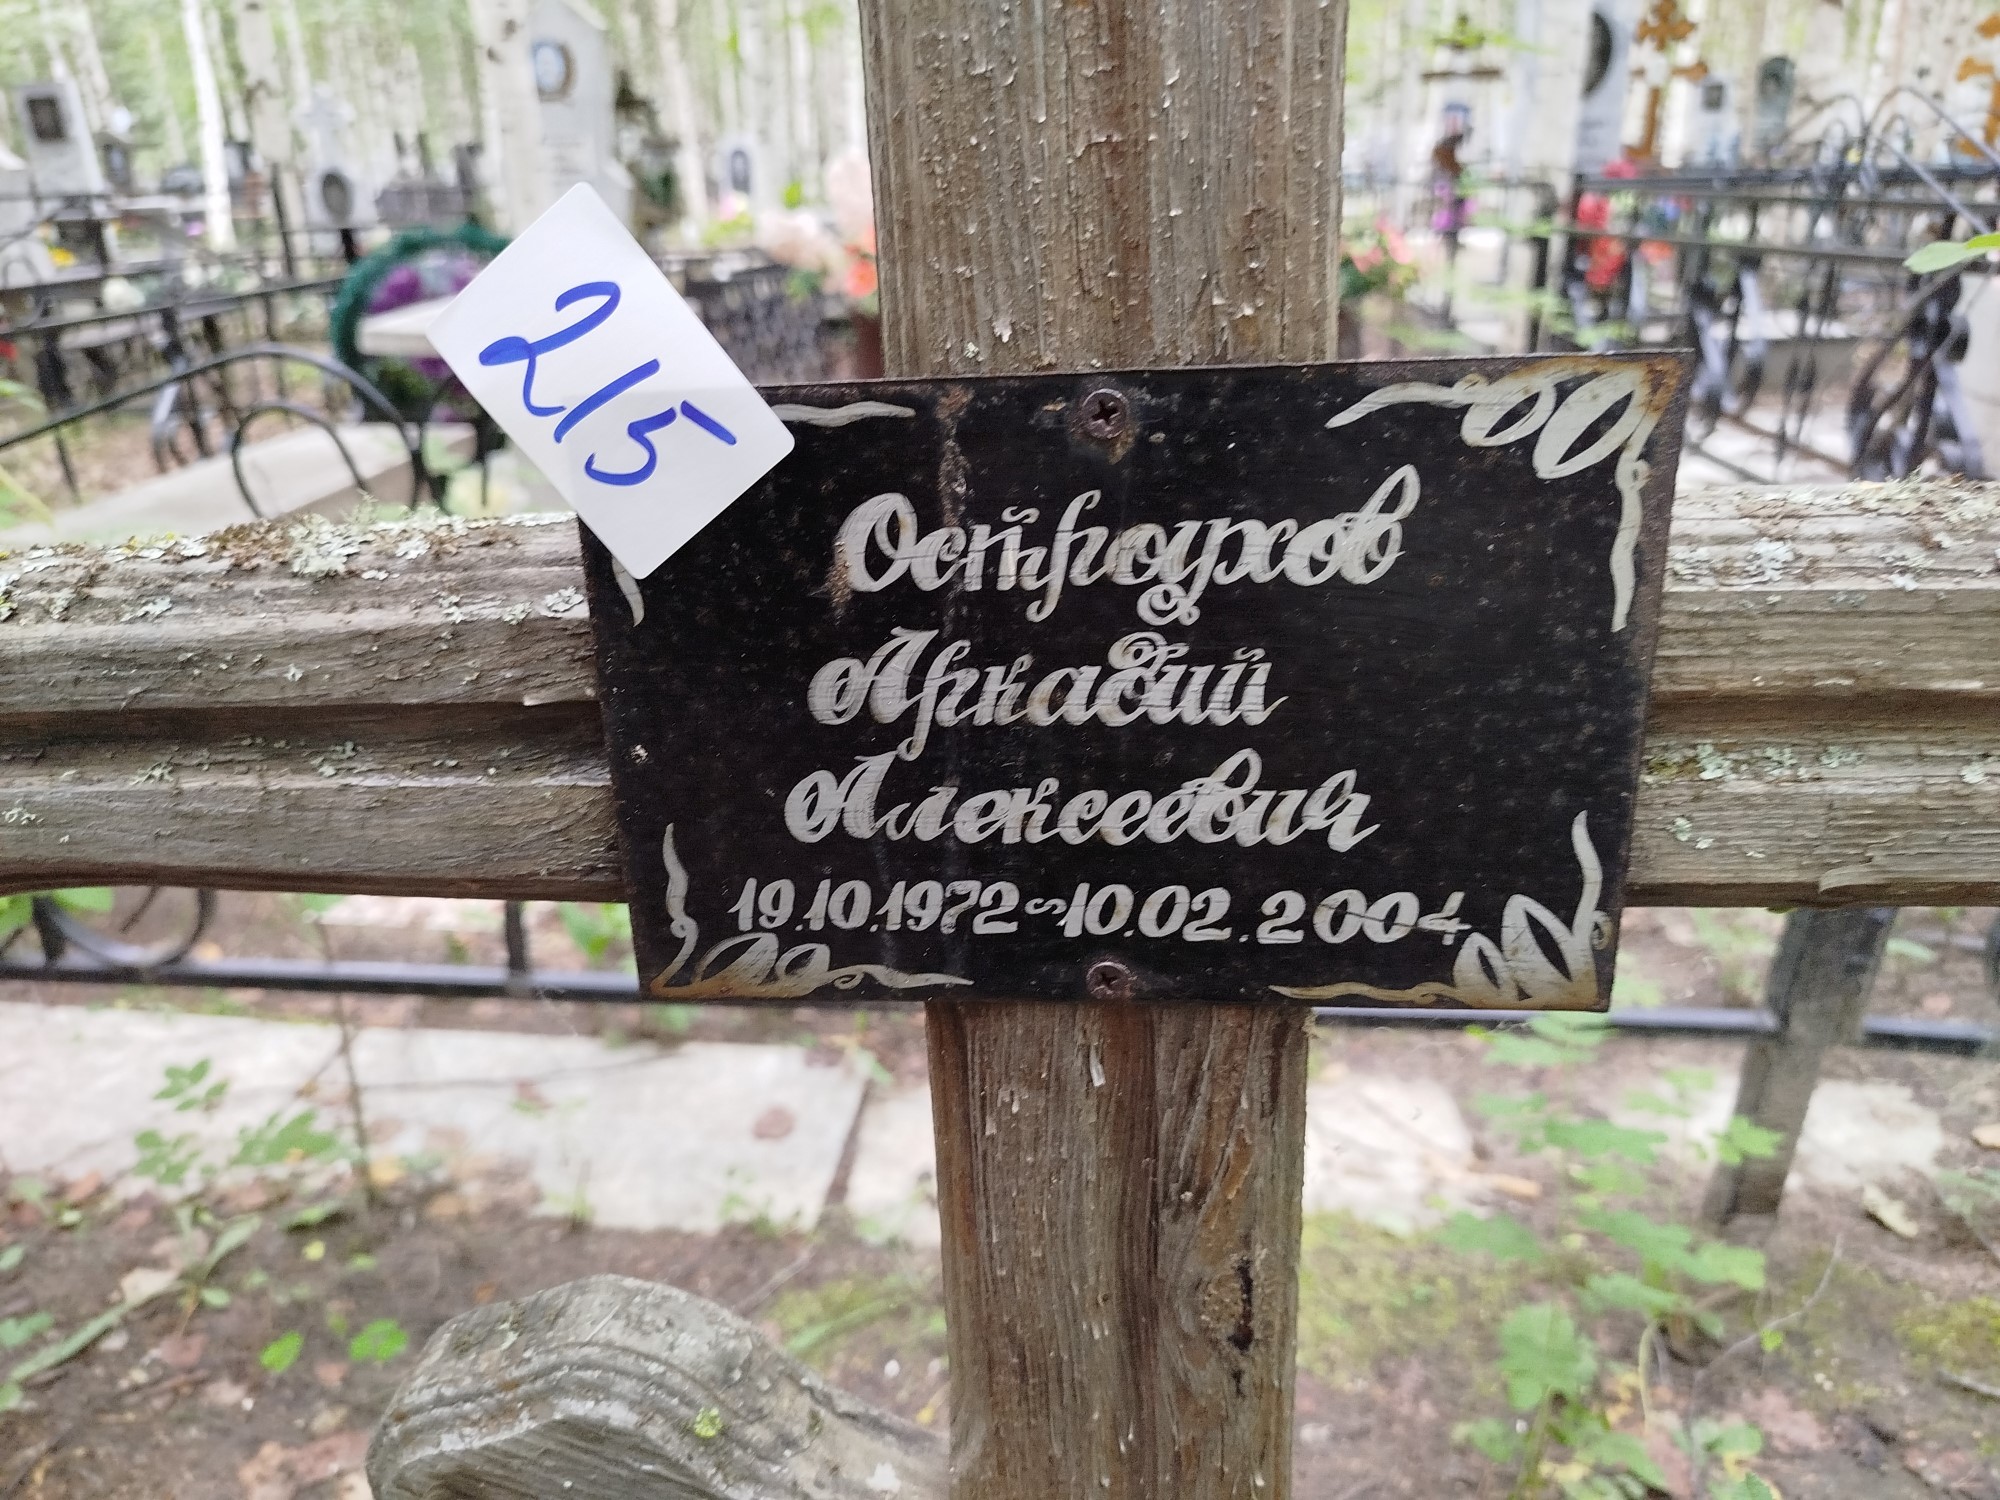 215
Остроухов
Аркадий
Алексеевич
19.10.1972~10.02.2004